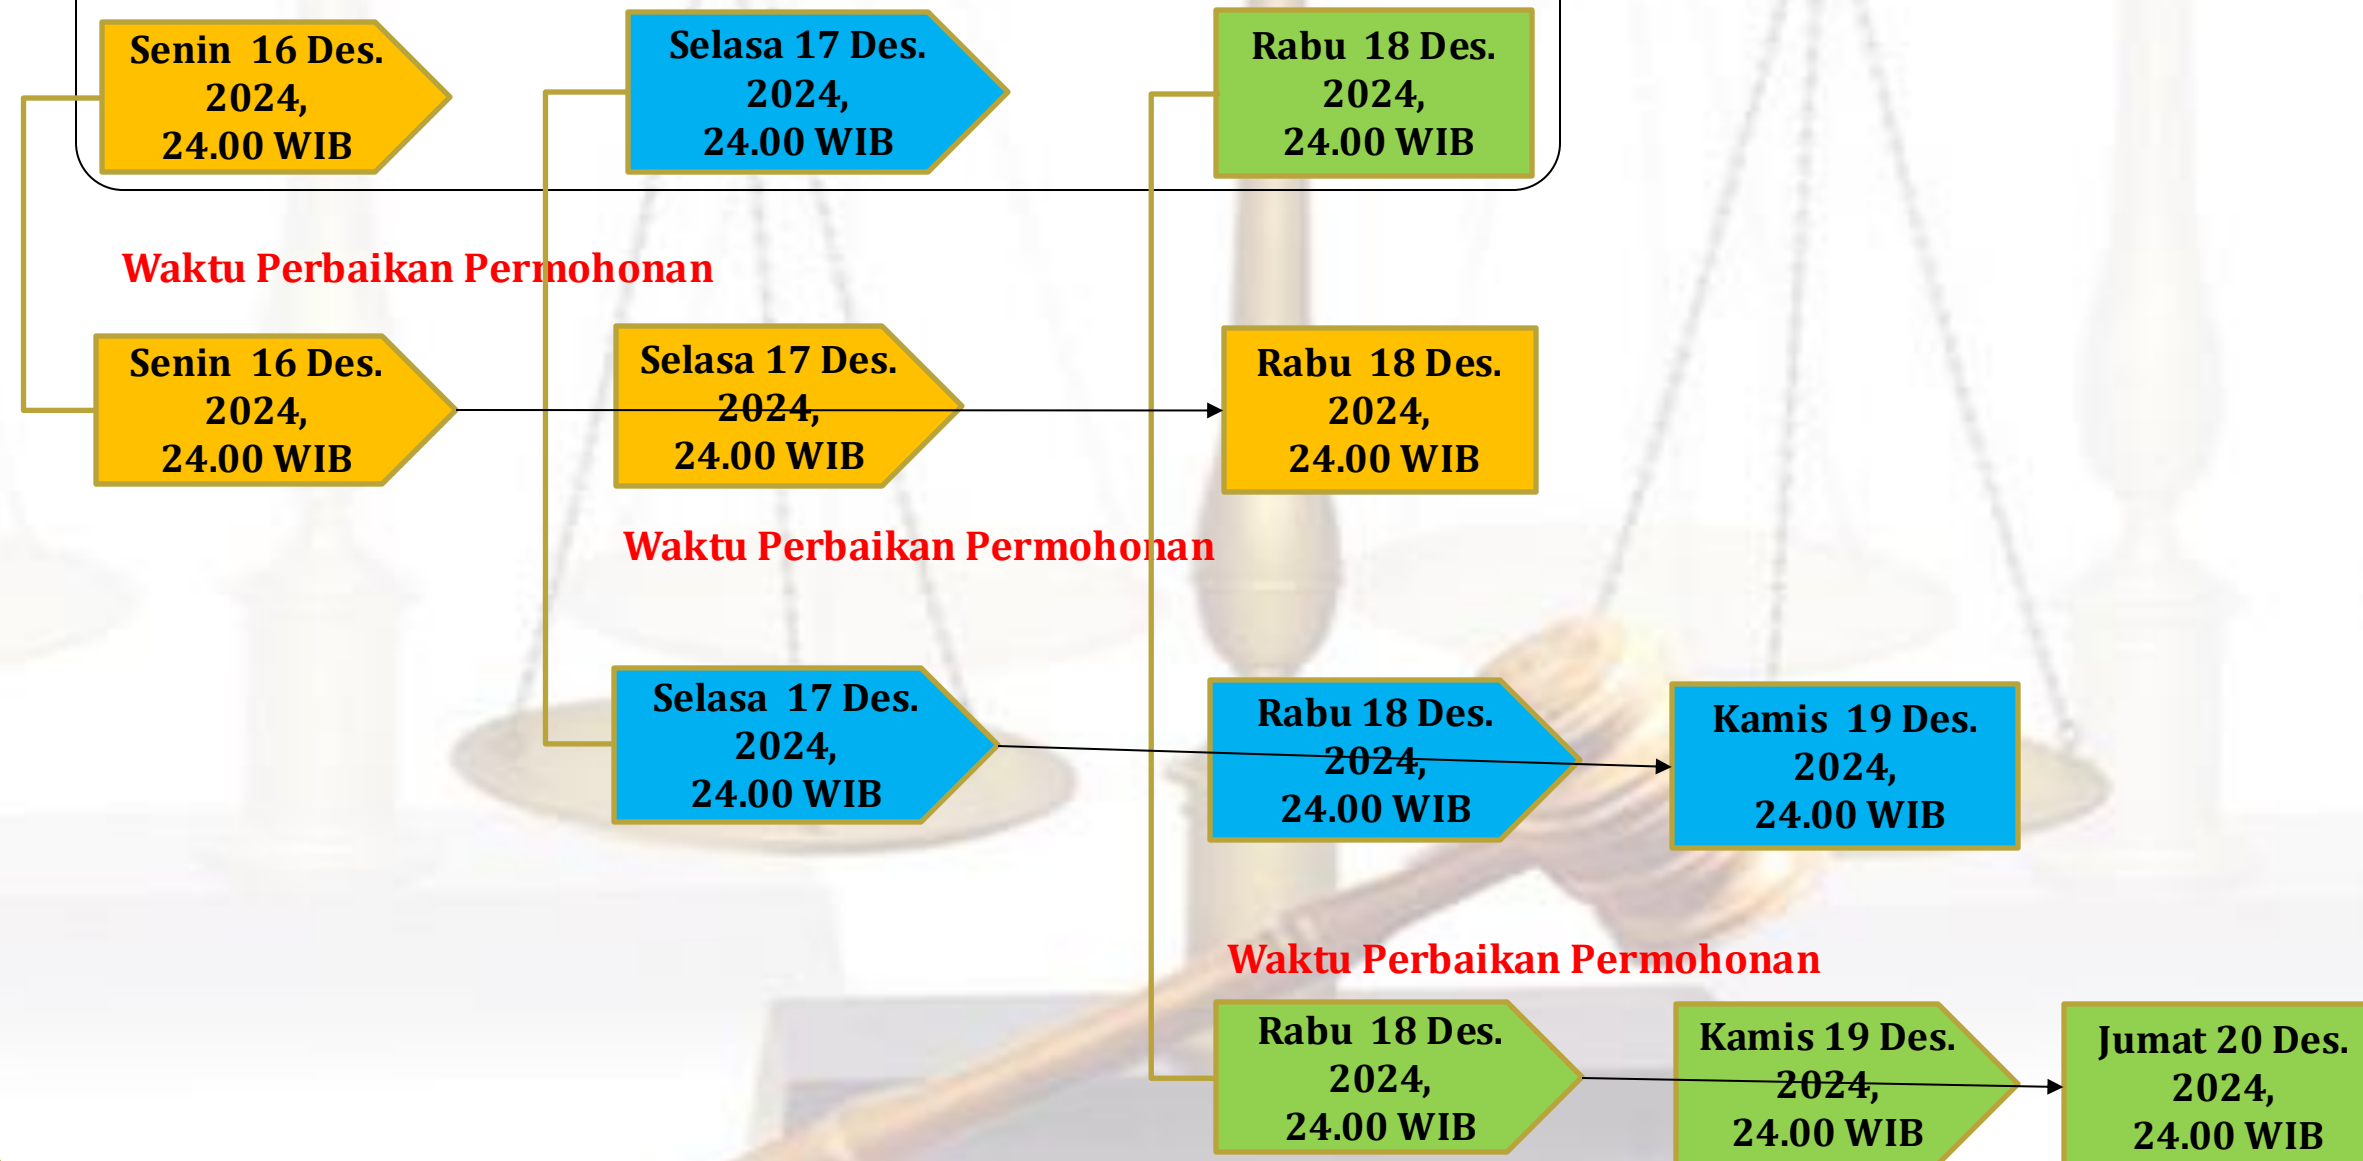 Senin 16 Des.
2024,
24.00 WIB
Selasa 17 Des.
2024,
24.00 WIB
Rabu 18 Des.
2024,
24.00 WIB
Waktu Perbaikan Permohonan
Senin 16 Des.
2024,
24.00 WIB
Selasa 17 Des.
2024,
24.00 WIB
Rabu 18 Des.
2024,
24.00 WIB
Waktu Perbaikan Permohonan
Selasa 17 Des.
2024,
24.00 WIB
Rabu 18 Des.
2024,
24.00 WIB
Kamis 19 Des.
2024,
24.00 WIB
Waktu Perbaikan Permohonan
Rabu 18 Des.
2024,
24.00 WIB
Kamis 19 Des.
2024,
24.00 WIB
Jumat 20 Des.
2024,
24.00 WIB